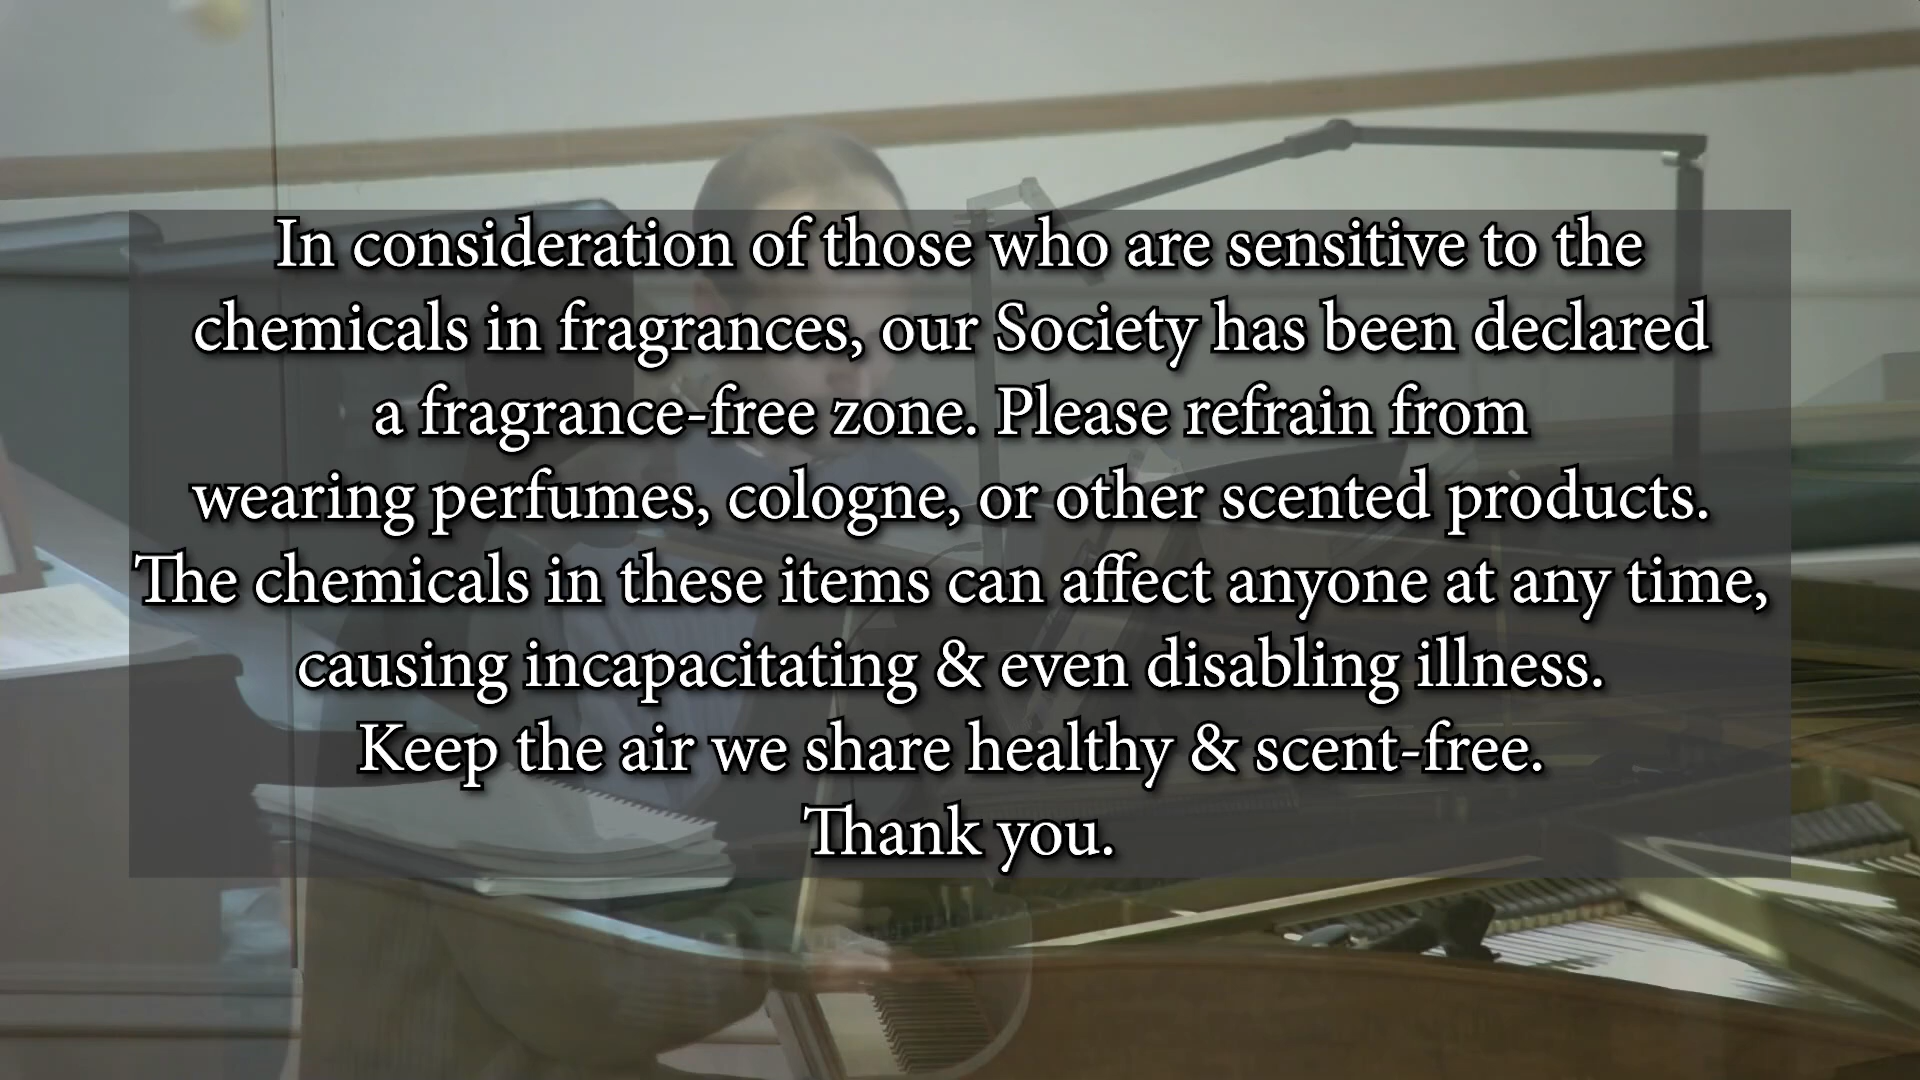 In consideration of those who are sensitive to the
chemicals in fragrances, our Society has been declared
a fragrance-free zone. Please refrain from
wearing perfumes, cologne, or other scented products.
The chemicals in these items can affect anyone at any time,
causing incapacitating & even disabling illness.
Keep the air we share healthy & scent-free.
Thank you.